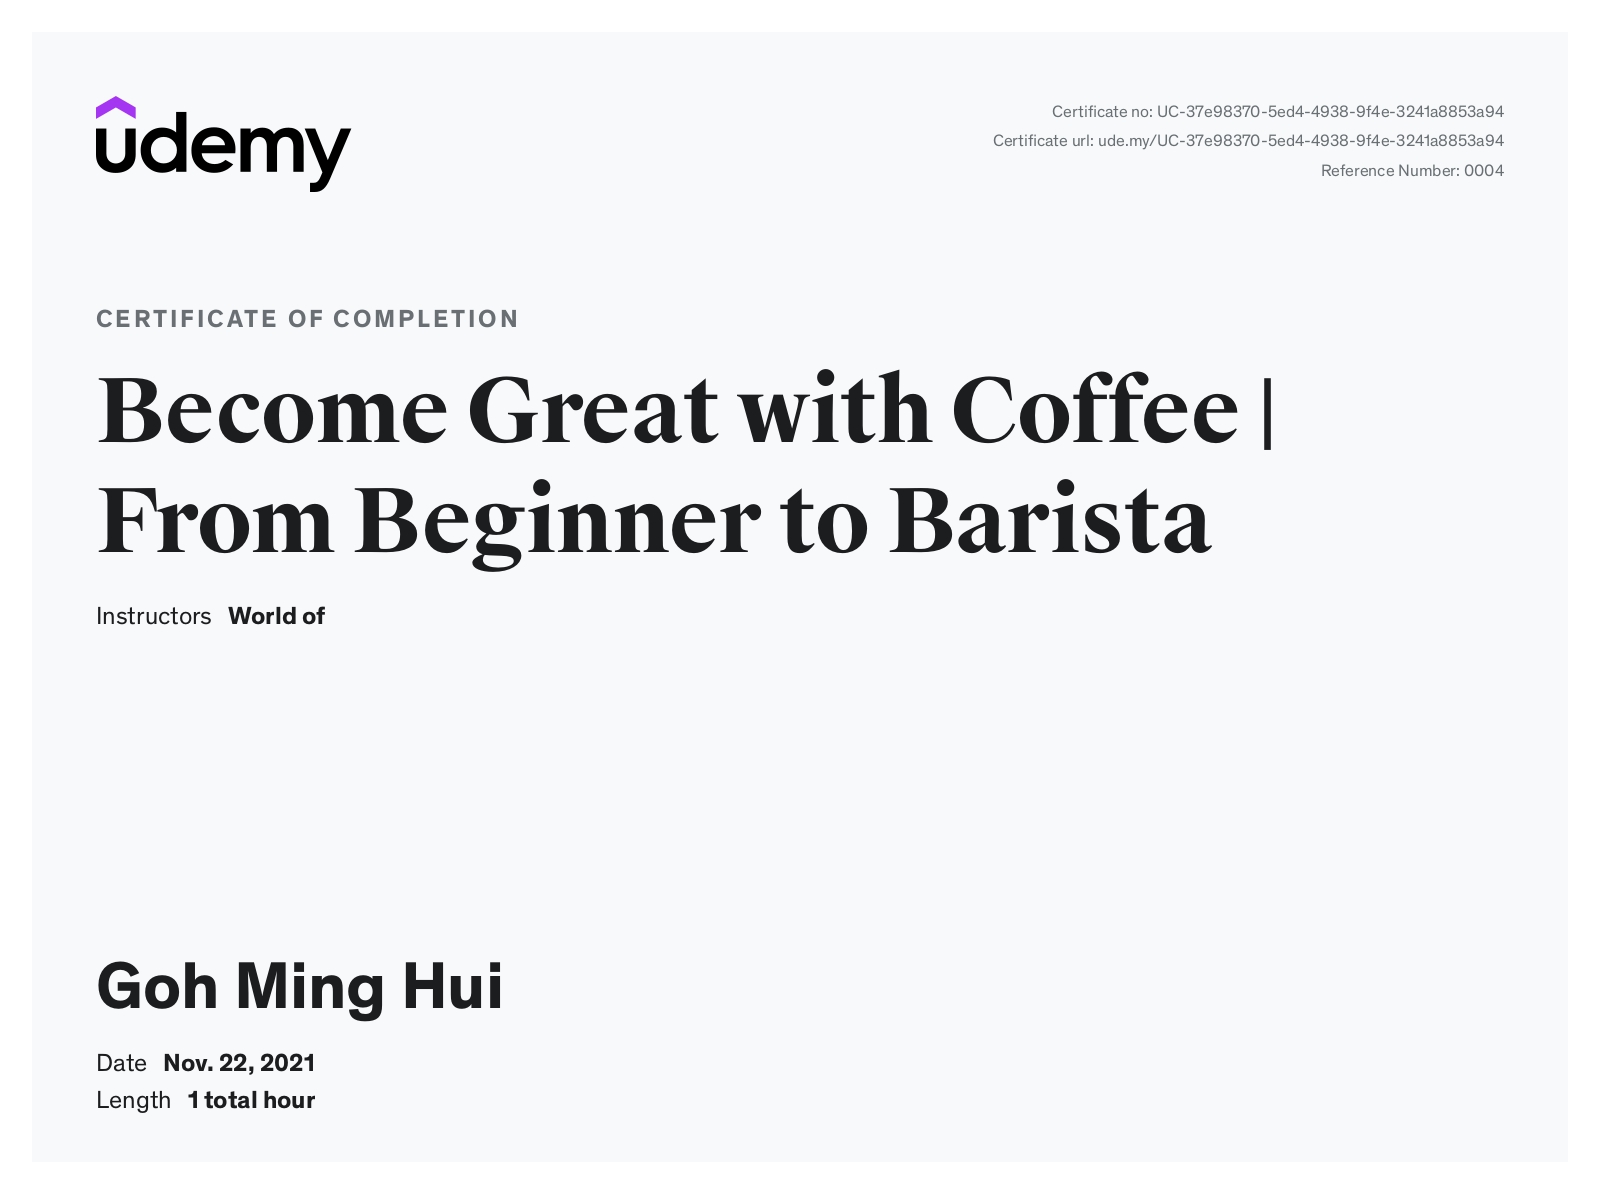 udemy
Certificate no: UC-37e98370-5ed4-4938-9f4e-3241a8853a94
Certificate url: ude.my/UC-37e98370-5ed4-4938-9f4e-3241a8853a94
Reference Number: 0004
CERTIFICATE OF COMPLETION
Become Great with Coffee |
From Beginner to Barista
Instructors World of
Goh Ming Hui
Date Nov. 22, 2021
Length 1 total hour